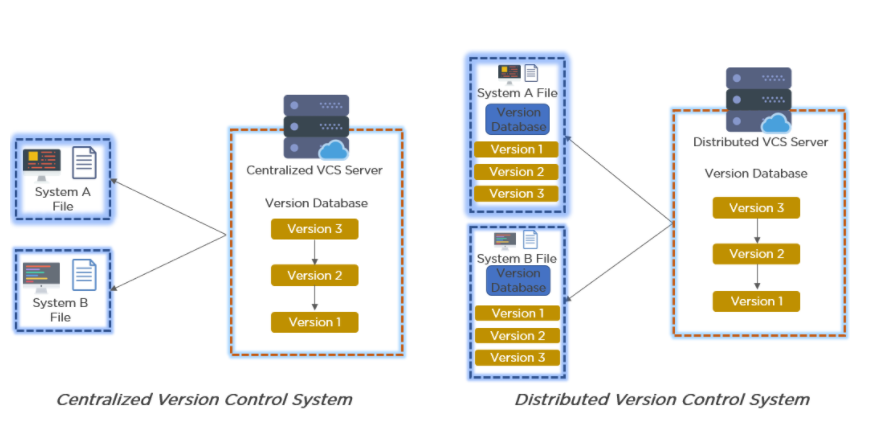 Centralized VCS Server
Version Database
Version 3
Version 2
Version 1
System A
File
System B
File
Centralized Version Control System
System A File
Version
Database
Version 1
Version 2
Version 3
System B File
Version
Database
Version 1
Version 2
Version 3
Distributed VCS Server
Version Database
Version 3
Version 2
Version 1
Distributed Version Control System